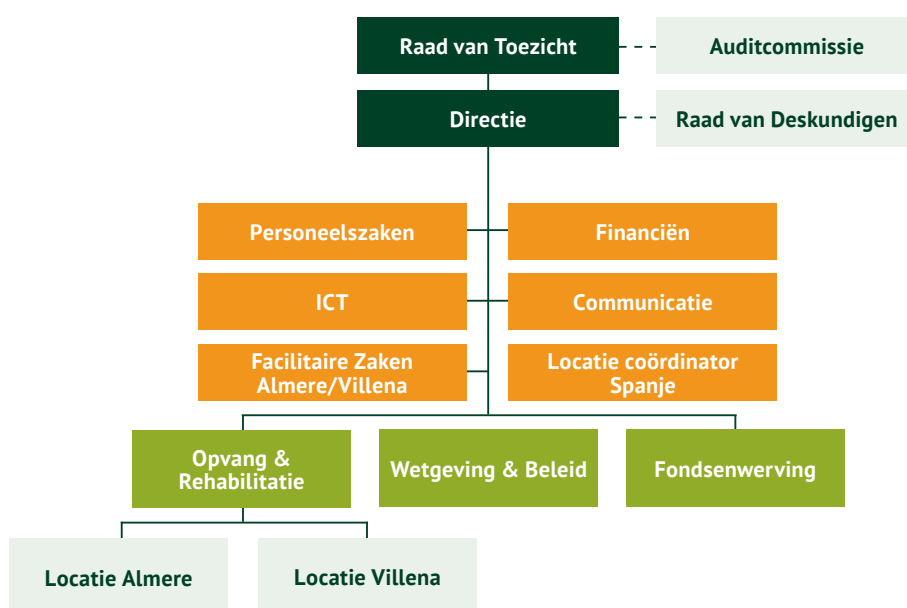 Raad van Toezicht
Auditcommissie
Directie
Raad van Deskundigen
Personeelszaken
Financiën
ICT
Communicatie
Facilitaire Zaken
Almere/Villena
Locatie coördinator
Spanje
Opvang &
Rehabilitatie
Wetgeving & Beleid
Fondsenwerving
Locatie Almere
Locatie Villena